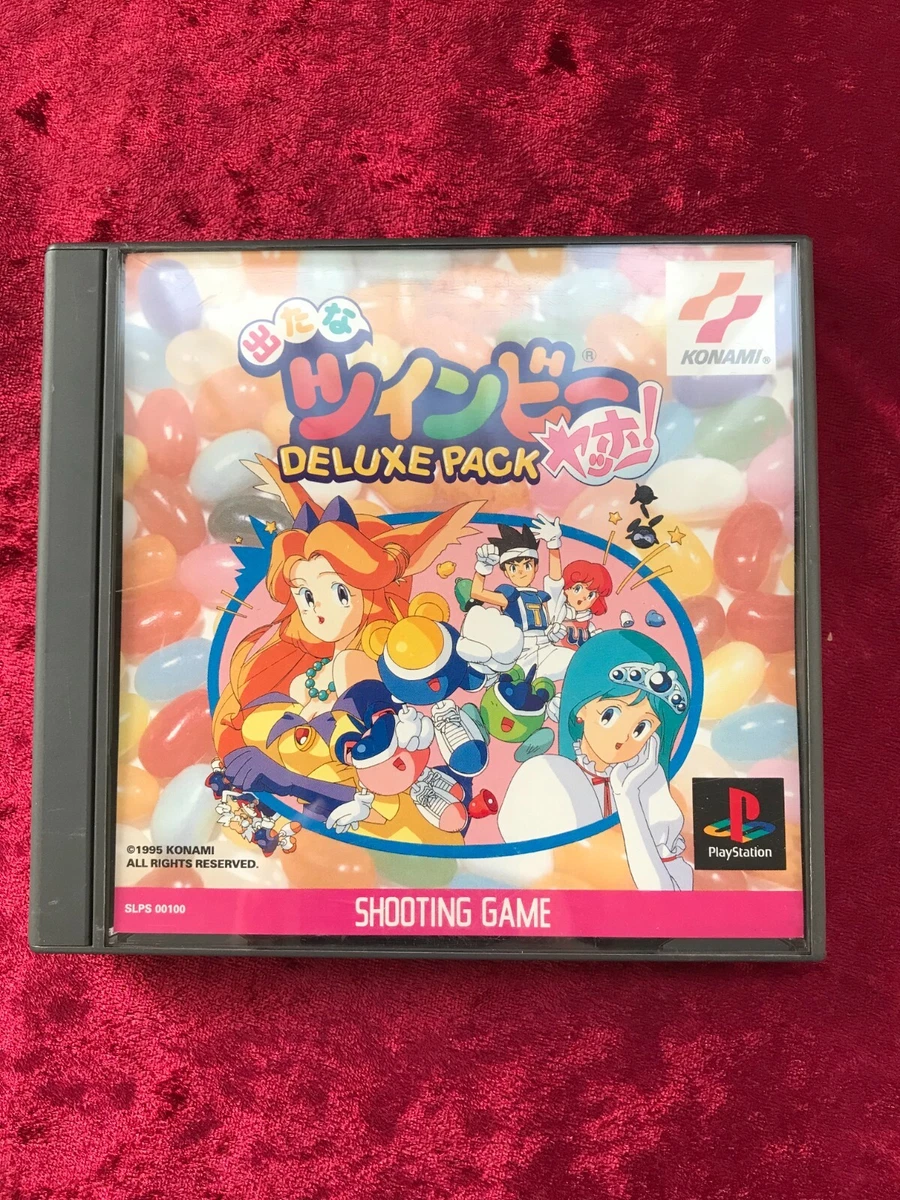 出たな
ツインビー®
ヤッホー!
DELUXE PACK
KONAMI®
T
U
©1995 KONAMI
ALL RIGHTS RESERVED.
PlayStation
SLPS 00100
SHOOTING GAME